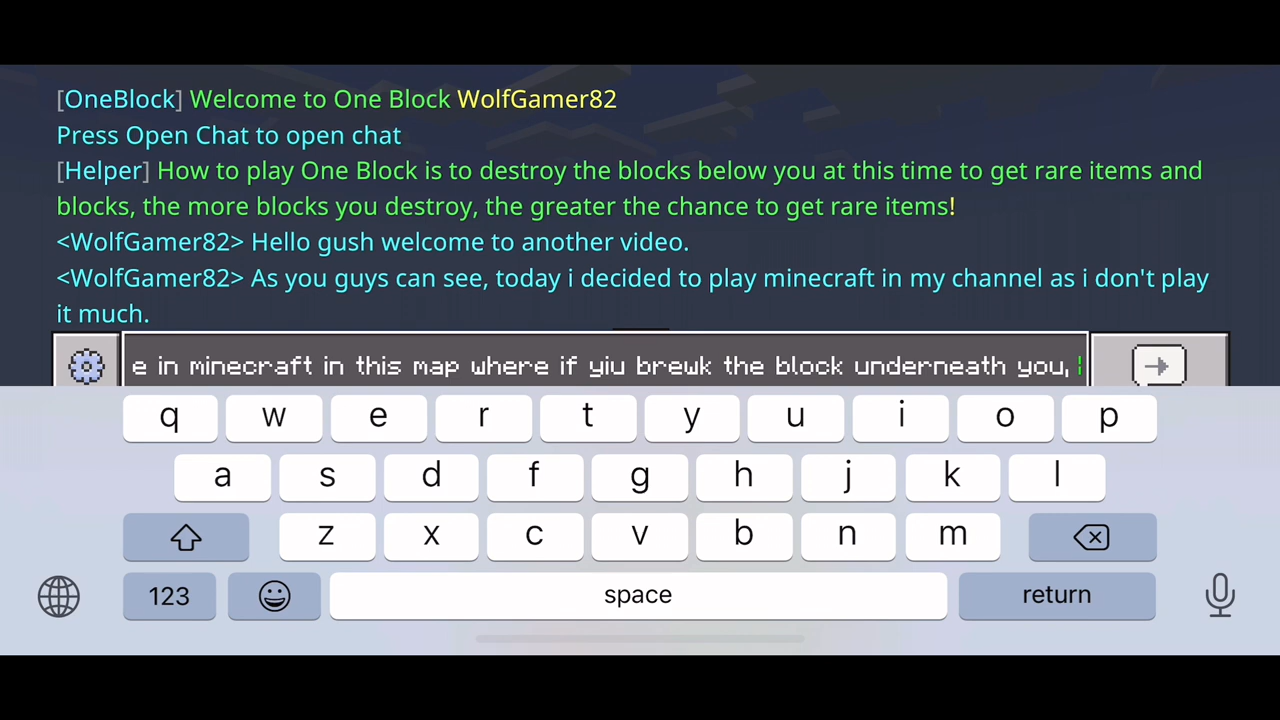 [OneBlock] Welcome to One Block WolfGamer82
Press Open Chat to open chat
[Helper] How to play One Block is to destroy the blocks below you at this time to get rare items and
blocks, the more blocks you destroy, the greater the chance to get rare items!
<WolfGamer82> Hello gush welcome to another video.
<WolfGamer82> As you guys can see, today i decided to play minecraft in my channel as i don't play
it much.
e in minecraft in this map where if yiu brewk the block underneath you,
q w e r t y u i o p
a s d f g h j k l
z x c v b n m
123 space return